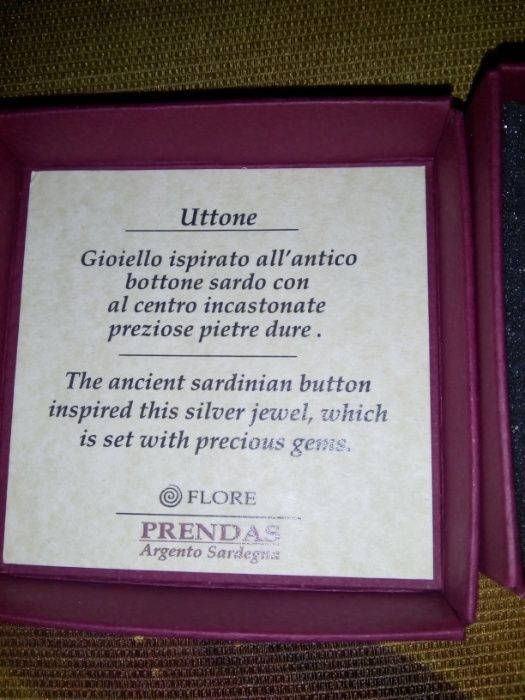 Uttone
Gioiello ispirato all'antico
bottone sardo con
al centro incastonate
preziose pietre dure .
The ancient sardinian button
inspired this silver jewel, which
is set with precious gems.
FLORE
PRENDAS
Argento Sardegna